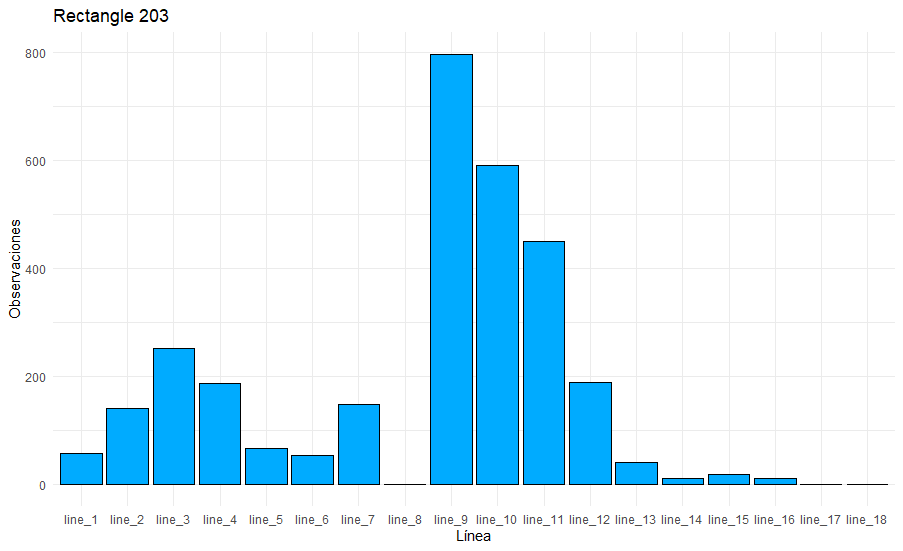 Rectangle 203
Observaciones
800
600
400
200
0
line_1 line_2 line_3 line_4 line_5 line_6 line_7 line_8 line_9 line_10 line_11 line_12 line_13 line_14 line_15 line_16 line_17 line_18
Línea